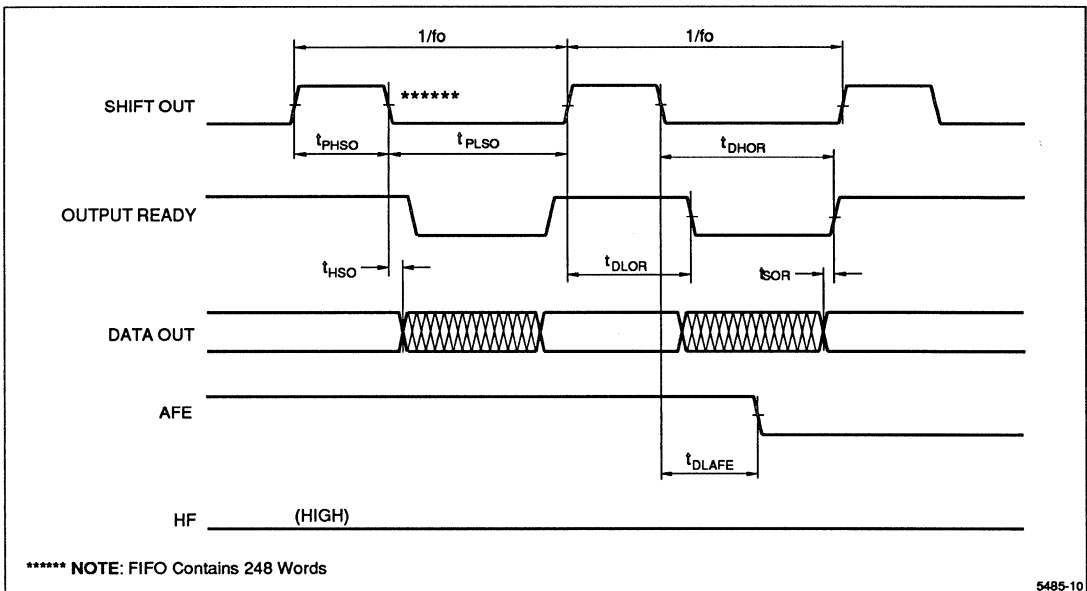 1/fo 1/fo
SHIFT OUT ******
tPHSO tPLSO tDHOR
OUTPUT READY
tHSO tDLOR tSOR
DATA OUT
AFE
tDLAFE
HF (HIGH)
****** NOTE: FIFO Contains 248 Words
5485-10